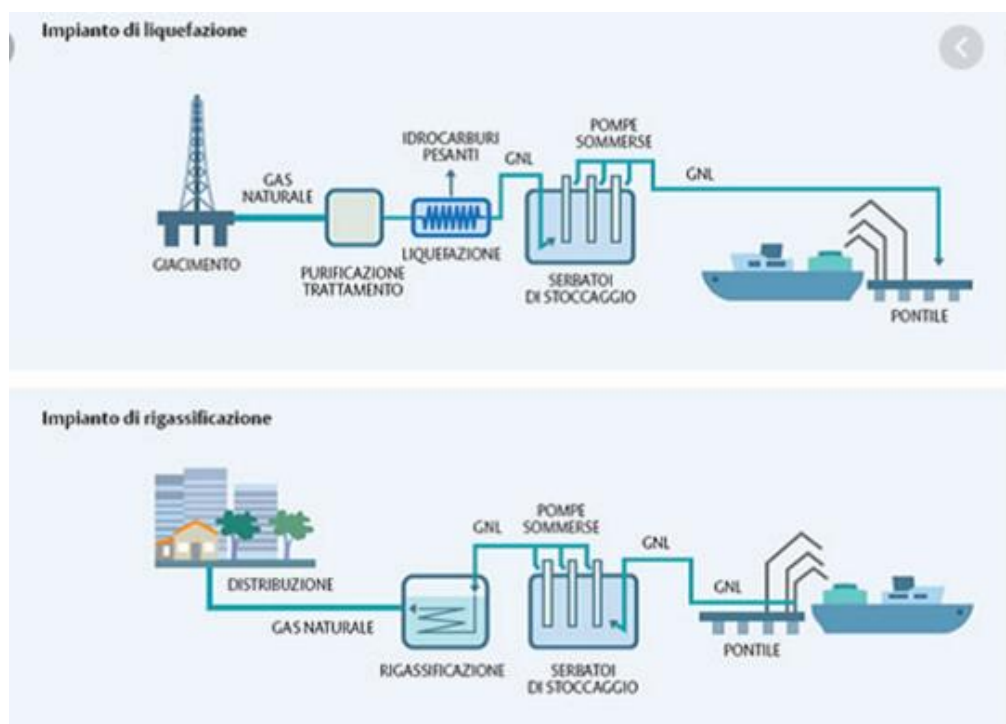 Impianto di liquefazione
IDROCARBURI
PESANTI
POMPE
SOMMERSE
GNL
GAS
NATURALE
GNL
GIACIMENTO
PURIFICAZIONE
TRATTAMENTO
LIQUEFAZIONE
SERBATOI
DI STOCCAGGIO
PONTILE
Impianto di rigassificazione
POMPE
SOMMERSE
GNL
GNL
DISTRIBUZIONE
GNL
GAS NATURALE
RIGASSIFICAZIONE
SERBATOI
DI STOCCAGGIO
PONTILE